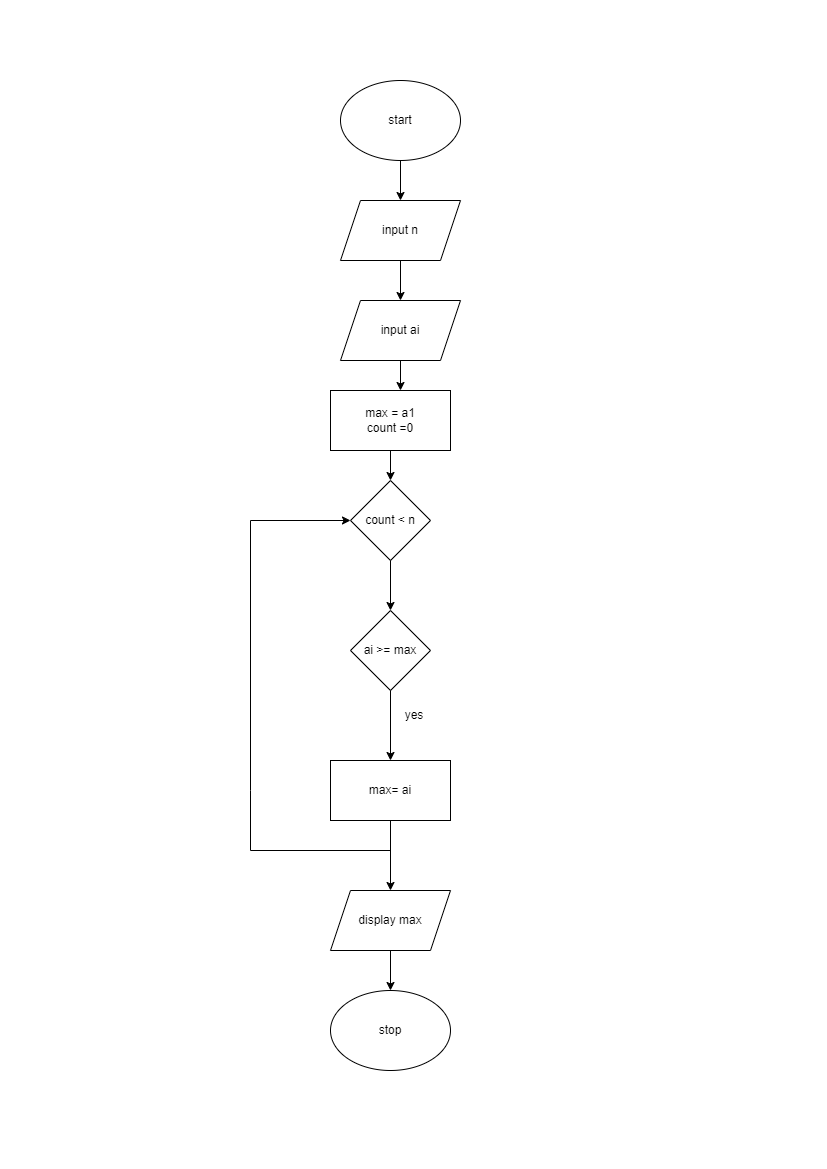 start
input n
input ai
max = a1
count =0
count < n
ai >= max
yes
max= ai
display max
stop